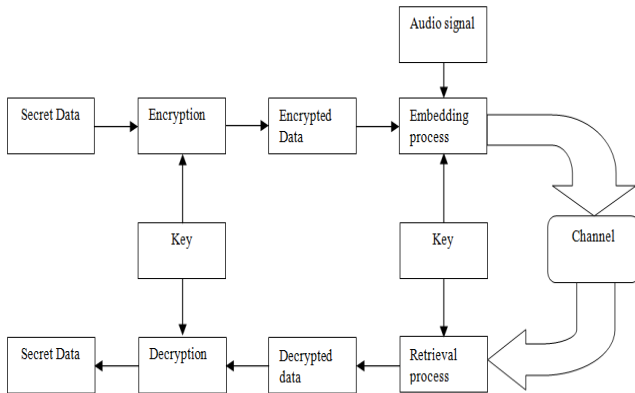 Audio signal
Secret Data
Encryption
Encrypted
Data
Embedding
process
Key
Key
Channel
Secret Data
Decryption
Decrypted
data
Retrieval
process